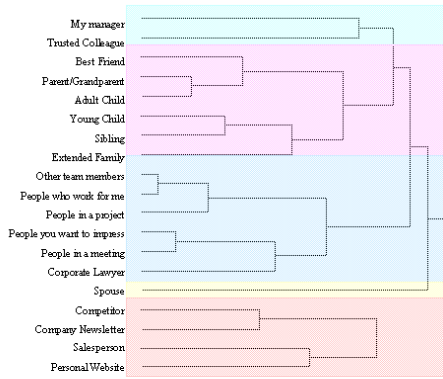 My manager
Trusted Colleague
Best Friend
Parent/Grandparent
Adult Child
Young Child
Sibling
Extended Family
Other team members
People who work for me
People in a project
People you want to impress
People in a meeting
Corporate Lawyer
Spouse
Competitor
Company Newsletter
Salesperson
Personal Website